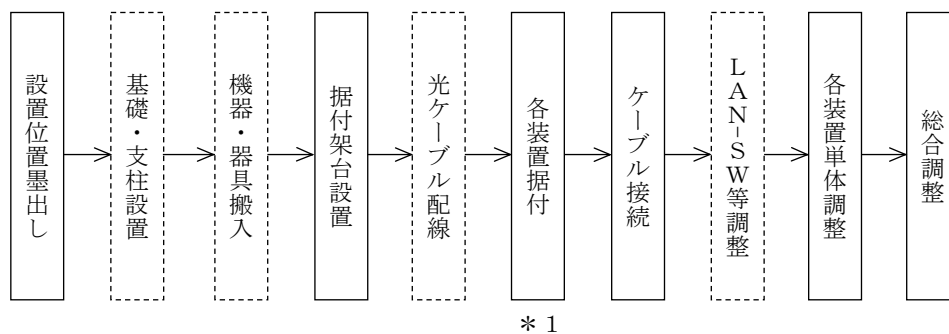 設置位置墨出し
基礎・支柱設置
機器・器具搬入
据付架台設置
光ケーブル配線
各装置据付
ケーブル接続
LAN-SW等調整
各装置単体調整
総合調整
＊1